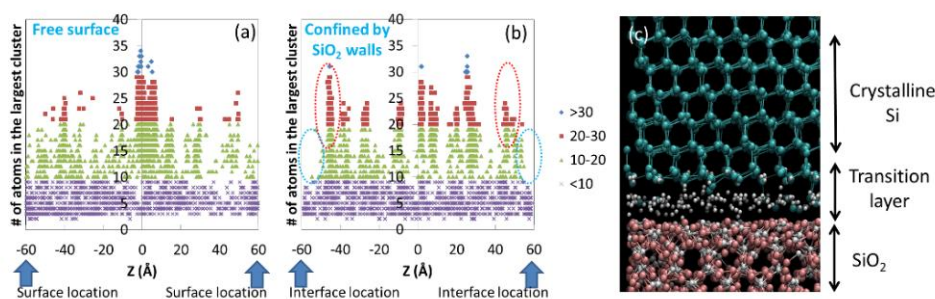 # of atoms in the largest cluster
Free surface
(a)
40
35
30
25
20
15
10
5
0
-60
-40
-20
0
20
40
60
Z (Å)
Surface location
Surface location
# of atoms in the largest cluster
Confined by
SiO2 walls
(b)
40
35
30
25
20
15
10
5
0
-60
-40
-20
0
20
40
60
Z (Å)
Interface location
Interface location
>30
20-30
10-20
<10
(c)
Crystalline
Si
Transition
layer
SiO2